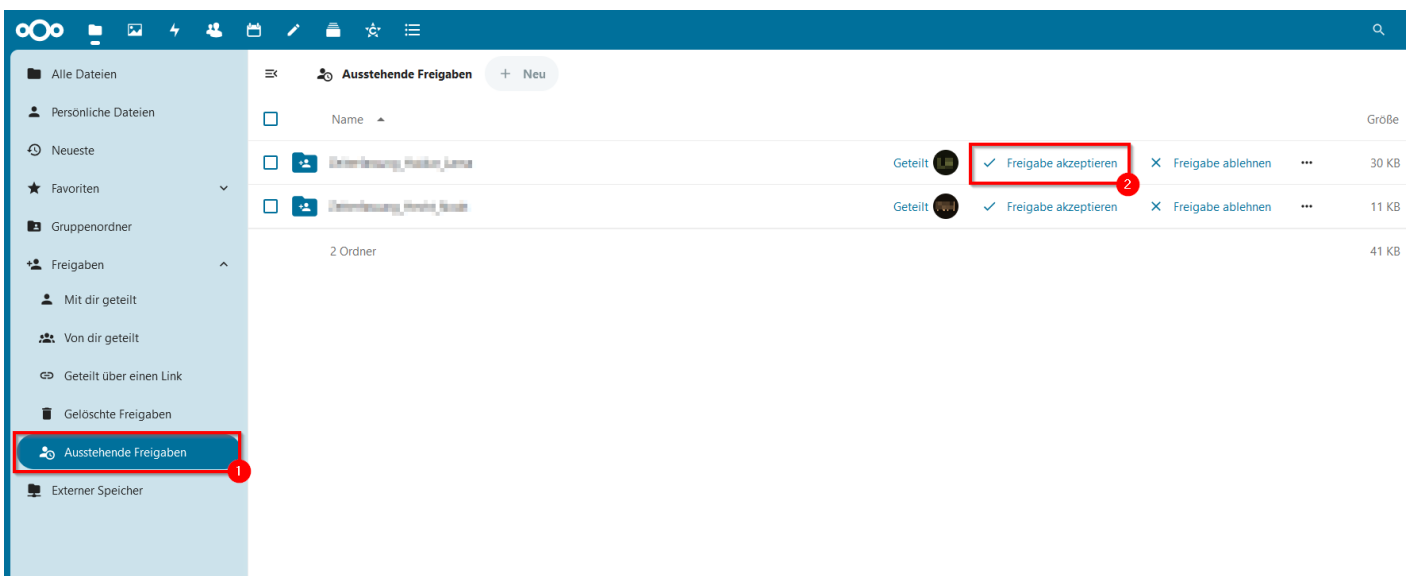 Alle Dateien
Persönliche Dateien
Neueste
Favoriten
Gruppenordner
Freigaben
Mit dir geteilt
Von dir geteilt
Geteilt über einen Link
Gelöschte Freigaben
Ausstehende Freigaben
1
Externer Speicher
Ausstehende Freigaben + Neu
Name Größe
Geteilt Freigabe akzeptieren Freigabe ablehnen ••• 30 KB
2
Geteilt Freigabe akzeptieren Freigabe ablehnen ••• 11 KB
2 Ordner 41 KB